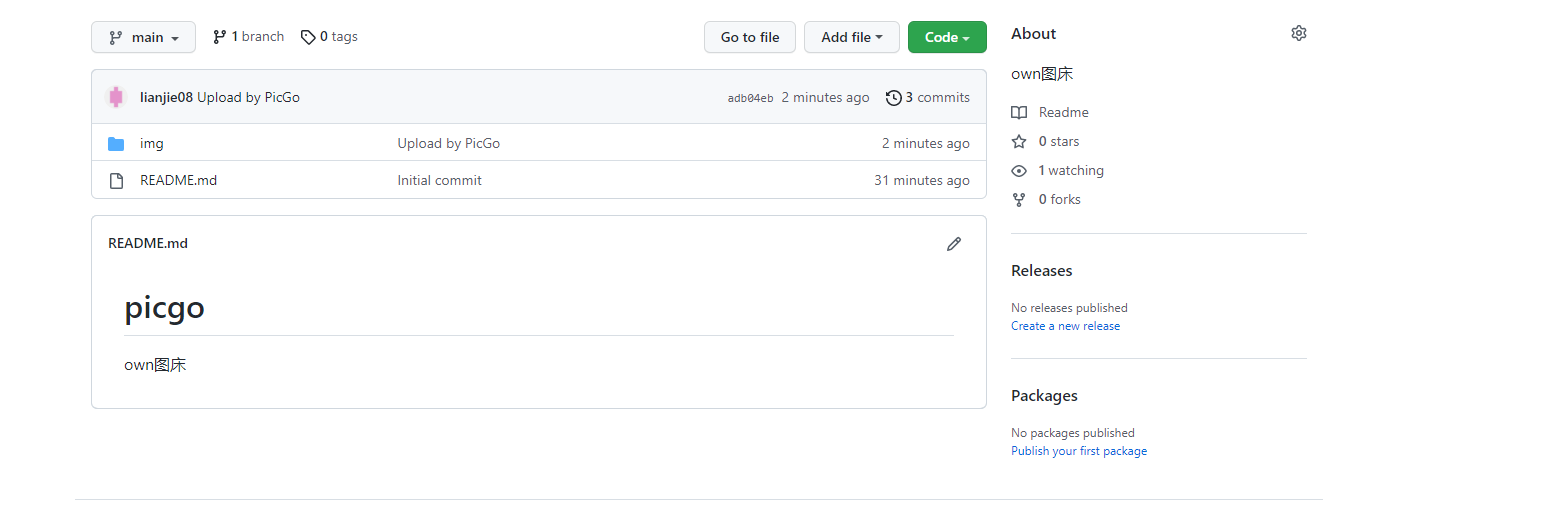 main 1 branch 0 tags Go to file Add file Code
lianjie08 Upload by PicGo adb04eb 2 minutes ago 3 commits
img Upload by PicGo 2 minutes ago
README.md Initial commit 31 minutes ago
README.md
picgo
own图床
About
own图床
Readme
0 stars
1 watching
0 forks
Releases
No releases published
Create a new release
Packages
No packages published
Publish your first package